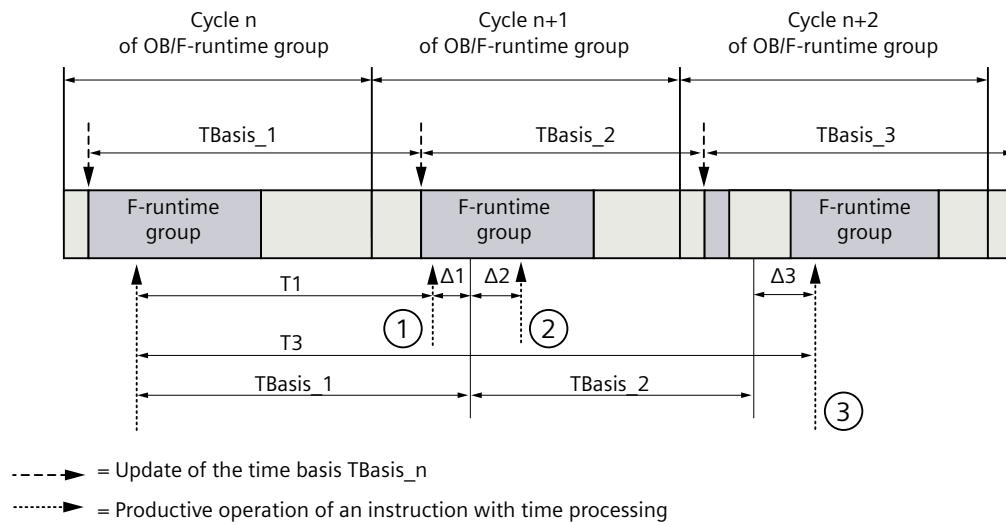 Cycle n
of OB/F-runtime group
Cycle n+1
of OB/F-runtime group
Cycle n+2
of OB/F-runtime group
TBasis_1
TBasis_2
TBasis_3
F-runtime
group
F-runtime
group
F-runtime
group
T1
Δ1
Δ2
Δ3
1
2
T3
TBasis_1
TBasis_2
3
= Update of the time basis TBasis_n
= Productive operation of an instruction with time processing